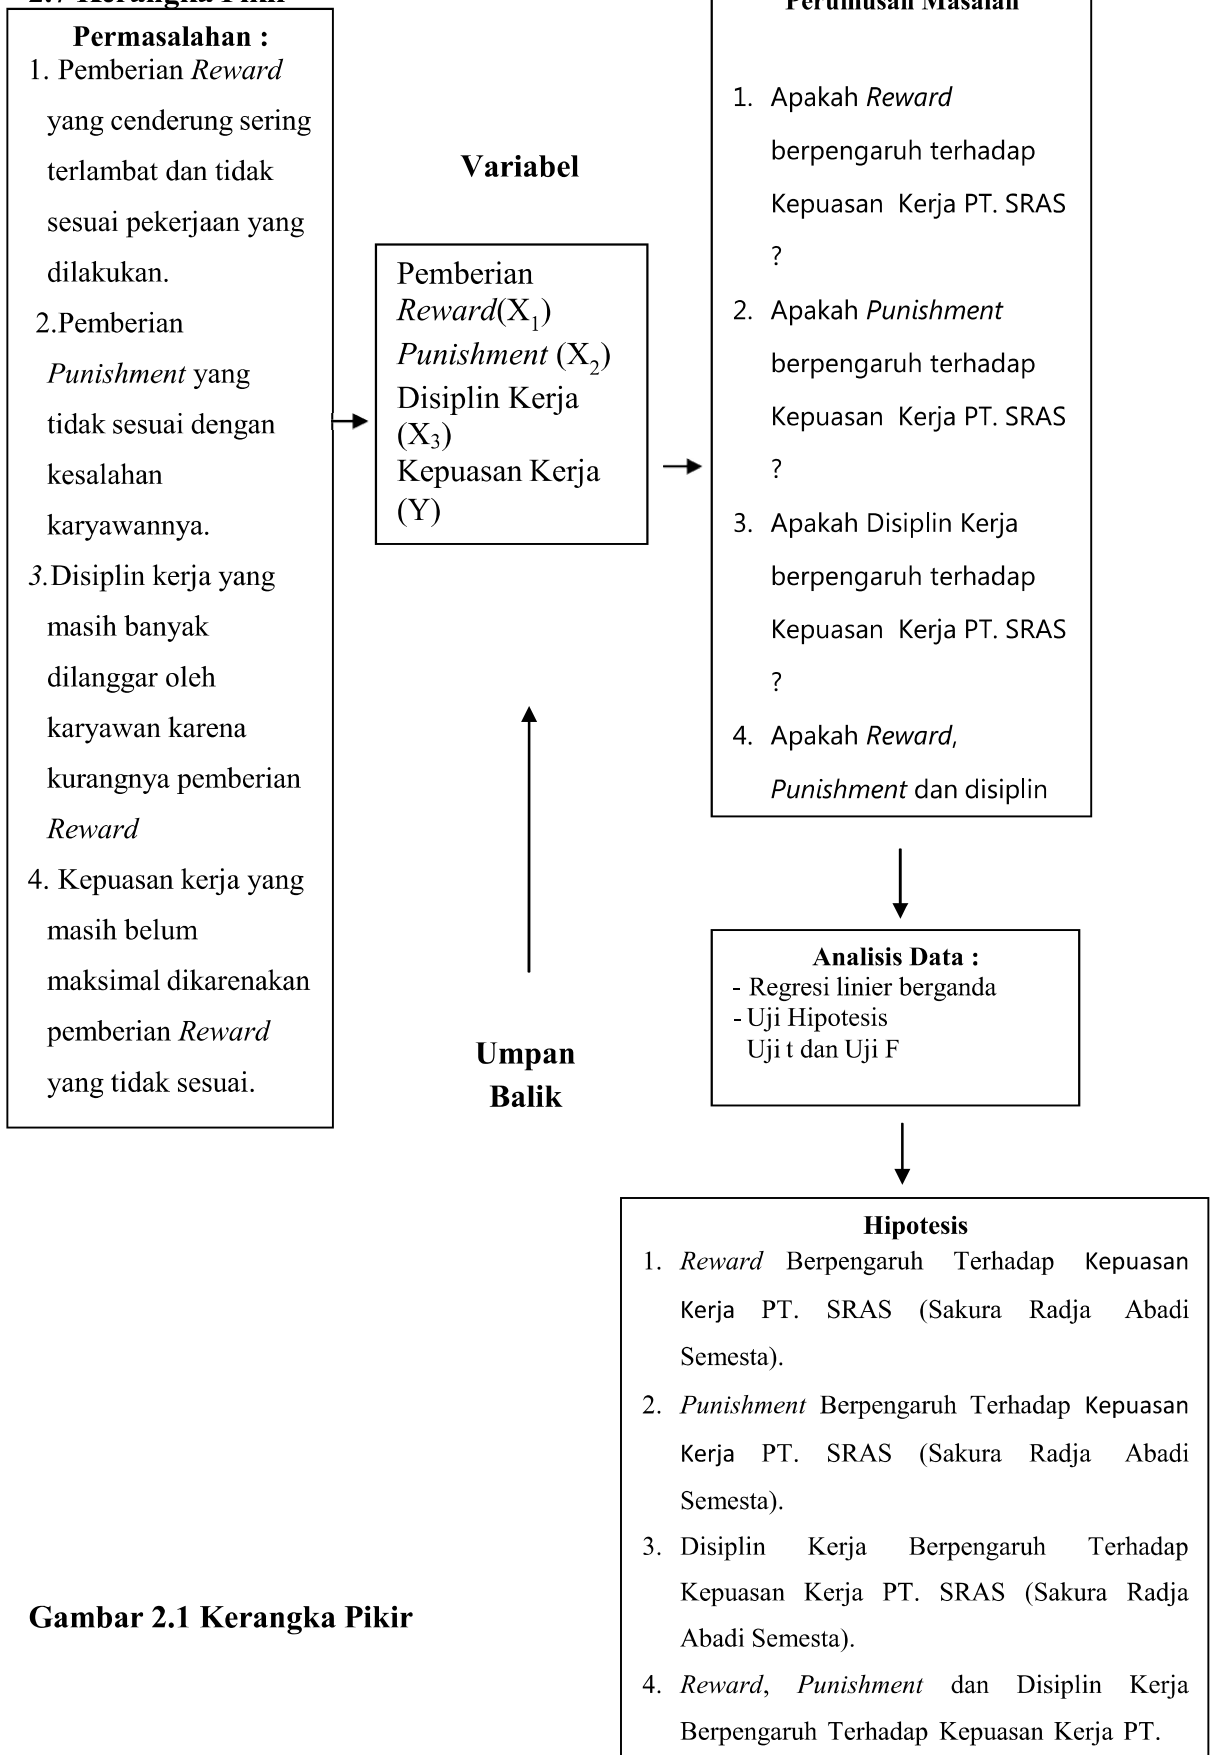 2.7 Kerangka Pikir
Permasalahan :
1. Pemberian Reward
yang cenderung sering
terlambat dan tidak
sesuai pekerjaan yang
dilakukan.
2.Pemberian
Punishment yang
tidak sesuai dengan
kesalahan
karyawannya.
3.Disiplin kerja yang
masih banyak
dilanggar oleh
karyawan karena
kurangnya pemberian
Reward
4. Kepuasan kerja yang
masih belum
maksimal dikarenakan
pemberian Reward
yang tidak sesuai.
Variabel
Pemberian
Reward(X₁)
Punishment (X₂)
Disiplin Kerja
(X₃)
Kepuasan Kerja
(Y)
Umpan
Balik
Perumusan Masalah
1. Apakah Reward
berpengaruh terhadap
Kepuasan  Kerja PT. SRAS
?
2. Apakah Punishment
berpengaruh terhadap
Kepuasan  Kerja PT. SRAS
?
3. Apakah Disiplin Kerja
berpengaruh terhadap
Kepuasan  Kerja PT. SRAS
?
4. Apakah Reward,
Punishment dan disiplin
Analisis Data :
- Regresi linier berganda
- Uji Hipotesis
Uji t dan Uji F
Hipotesis
1. Reward Berpengaruh Terhadap Kepuasan
Kerja PT. SRAS (Sakura Radja Abadi
Semesta).
2. Punishment Berpengaruh Terhadap Kepuasan
Kerja PT. SRAS (Sakura Radja Abadi
Semesta).
3. Disiplin Kerja Berpengaruh Terhadap
Kepuasan Kerja PT. SRAS (Sakura Radja
Abadi Semesta).
4. Reward, Punishment dan Disiplin Kerja
Berpengaruh Terhadap Kepuasan Kerja PT.
Gambar 2.1 Kerangka Pikir